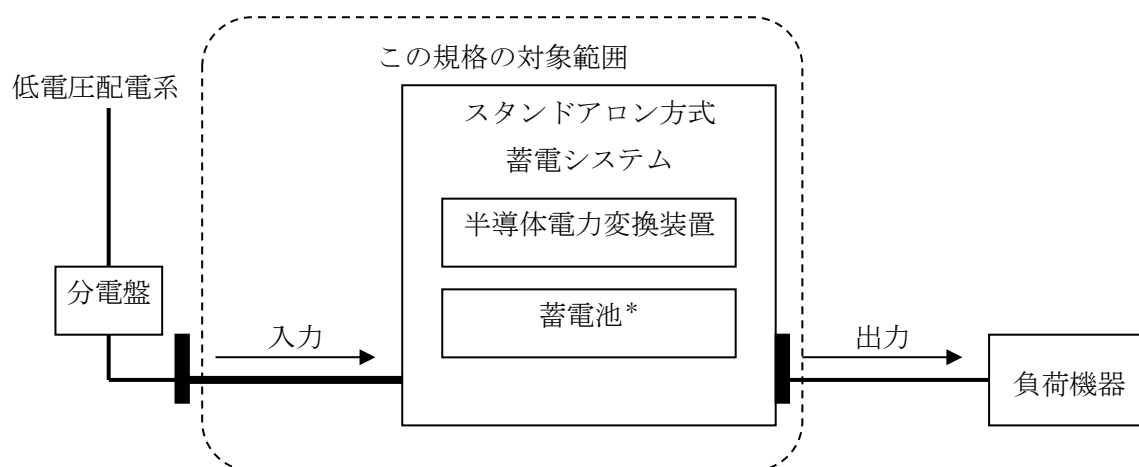 この規格の対象範囲
低電圧配電系
スタンドアロン方式
蓄電システム
半導体電力変換装置
分電盤
蓄電池*
入力
出力
負荷機器